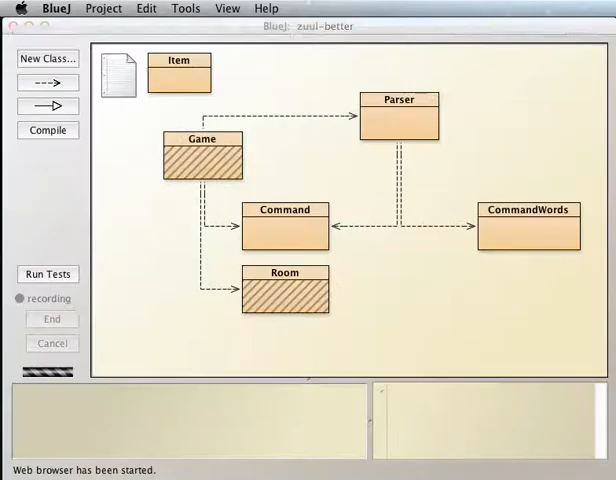 BlueJ Project Edit Tools View Help
BlueJ: zuul-better
New Class...
Compile
Run Tests
recording
End
Cancel
Item
Parser
Game
Command
CommandWords
Room
Web browser has been started.